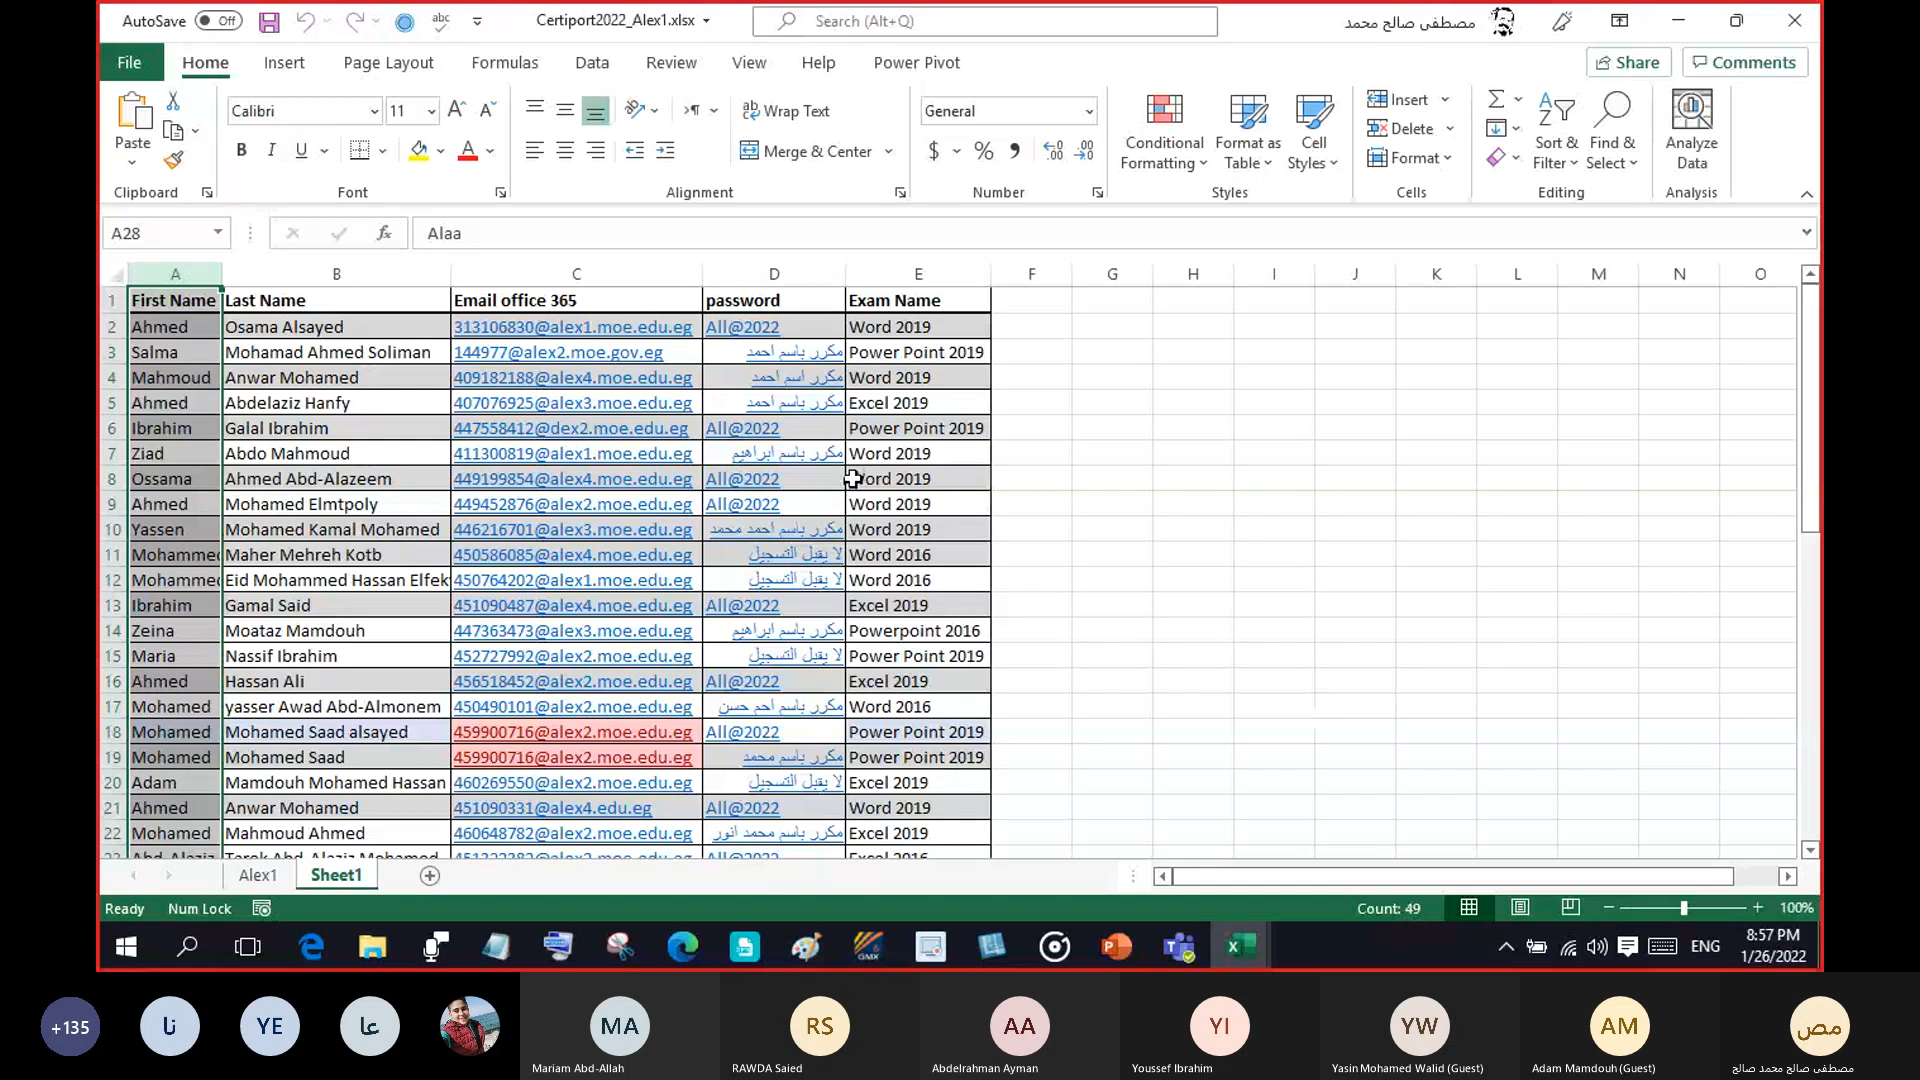 AutoSave Off abc Certiport2022_Alex1.xlsx Search (Alt+Q) مصطفى صالح محمد
File Home Insert Page Layout Formulas Data Review View Help Power Pivot Share Comments
Paste Calibri 11 B I U Wrap Text Merge & Center General $ % Conditional Formatting Format as Table Cell Styles Insert Delete Format Sort & Filter Find & Select Analyze Data
Clipboard Font Alignment Number Styles Cells Editing Analysis
A28 fx Alaa
A B C D E F G H I J K L M N O
1 First Name Last Name Email office 365 password Exam Name
2 Ahmed Osama Alsayed 313106830@alex1.moe.edu.eg All@2022 Word 2019
3 Salma Mohamad Ahmed Soliman 144977@alex2.moe.gov.eg مكرر باسم احمد Power Point 2019
4 Mahmoud Anwar Mohamed 409182188@alex4.moe.edu.eg مكرر اسم احمد Word 2019
5 Ahmed Abdelaziz Hanfy 407076925@alex3.moe.edu.eg مكرر باسم احمد Excel 2019
6 Ibrahim Galal Ibrahim 447558412@dex2.moe.edu.eg All@2022 Power Point 2019
7 Ziad Abdo Mahmoud 411300819@alex1.moe.edu.eg مكرر باسم ابراهيم Word 2019
8 Ossama Ahmed Abd-Alazeem 449199854@alex4.moe.edu.eg All@2022 ord 2019
9 Ahmed Mohamed Elmtpoly 449452876@alex2.moe.edu.eg All@2022 Word 2019
10 Yassen Mohamed Kamal Mohamed 446216701@alex3.moe.edu.eg مكرر باسم احمد محمد Word 2019
11 Mohammed Maher Mehreh Kotb 450586085@alex4.moe.edu.eg لا يقبل التسجيل Word 2016
12 Mohammed Eid Mohammed Hassan Elfek 450764202@alex1.moe.edu.eg لا يقبل التسجيل Word 2016
13 Ibrahim Gamal Said 451090487@alex4.moe.edu.eg All@2022 Excel 2019
14 Zeina Moataz Mamdouh 447363473@alex3.moe.edu.eg مكرر باسم ابراهيم Powerpoint 2016
15 Maria Nassif Ibrahim 452727992@alex2.moe.edu.eg لا يقبل التسجيل Power Point 2019
16 Ahmed Hassan Ali 456518452@alex2.moe.edu.eg All@2022 Excel 2019
17 Mohamed yasser Awad Abd-Almonem 450490101@alex2.moe.edu.eg مكرر باسم احم حسن Word 2016
18 Mohamed Mohamed Saad alsayed 459900716@alex2.moe.edu.eg All@2022 Power Point 2019
19 Mohamed Mohamed Saad 459900716@alex2.moe.edu.eg مكرر باسم محمد Power Point 2019
20 Adam Mamdouh Mohamed Hassan 460269550@alex2.moe.edu.eg لا يقبل التسجيل Excel 2019
21 Ahmed Anwar Mohamed 451090331@alex4.edu.eg All@2022 Word 2019
22 Mohamed Mahmoud Ahmed 460648782@alex2.moe.edu.eg مكرر باسم محمد انور Excel 2019
Alex1 Sheet1
Ready Num Lock Count: 49 100%
GMX ENG 8:57 PM
1/26/2022
+135 نا YE عا MA RS AA YI YW AM مص
Mariam Abd-Allah RAWDA Saied Abdelrahman Ayman Youssef Ibrahim Yasin Mohamed Walid (Guest) Adam Mamdouh (Guest) مصطفى صالح محمد صالح